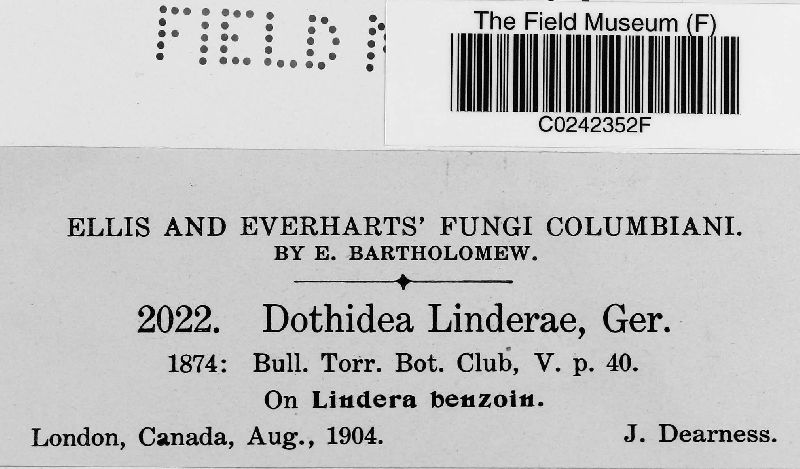 FIELD M
The Field Museum (F)
C0242352F
ELLIS AND EVERHARTS' FUNGI COLUMBIANI.
BY E. BARTHOLOMEW.
2022. Dothidea Linderae, Ger.
1874: Bull. Torr. Bot. Club, V. p. 40.
On Lindera benzoin.
London, Canada, Aug., 1904. J. Dearness.